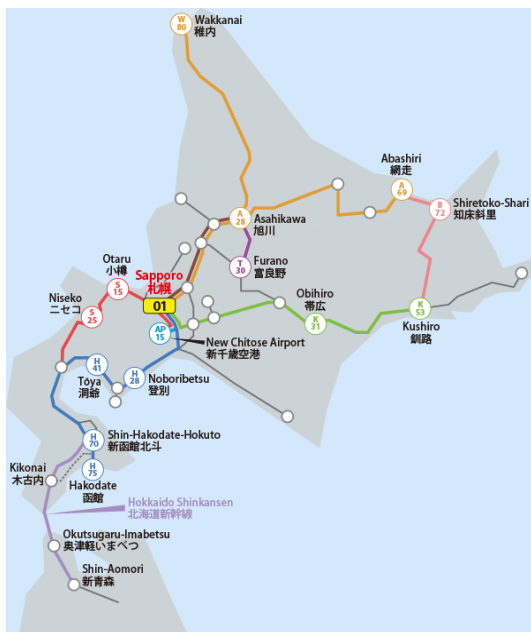 W
80
Wakkanai
稚内
Abashiri
網走
A
69
B
72
Shiretoko-Shari
知床斜里
A
28
Asahikawa
旭川
Otaru
小樽
S
15
Sapporo
札幌
01
T
30
Furano
富良野
Niseko
ニセコ
S
25
Obihiro
帯広
K
31
K
53
Kushiro
釧路
AP
15
New Chitose Airport
新千歳空港
H
41
Tōya
洞爺
H
28
Noboribetsu
登別
H
70
Shin-Hakodate-Hokuto
新函館北斗
Kikonai
木古内
H
75
Hakodate
函館
Hokkaido Shinkansen
北海道新幹線
Okutsugaru-Imabetsu
奥津軽いまべつ
Shin-Aomori
新青森